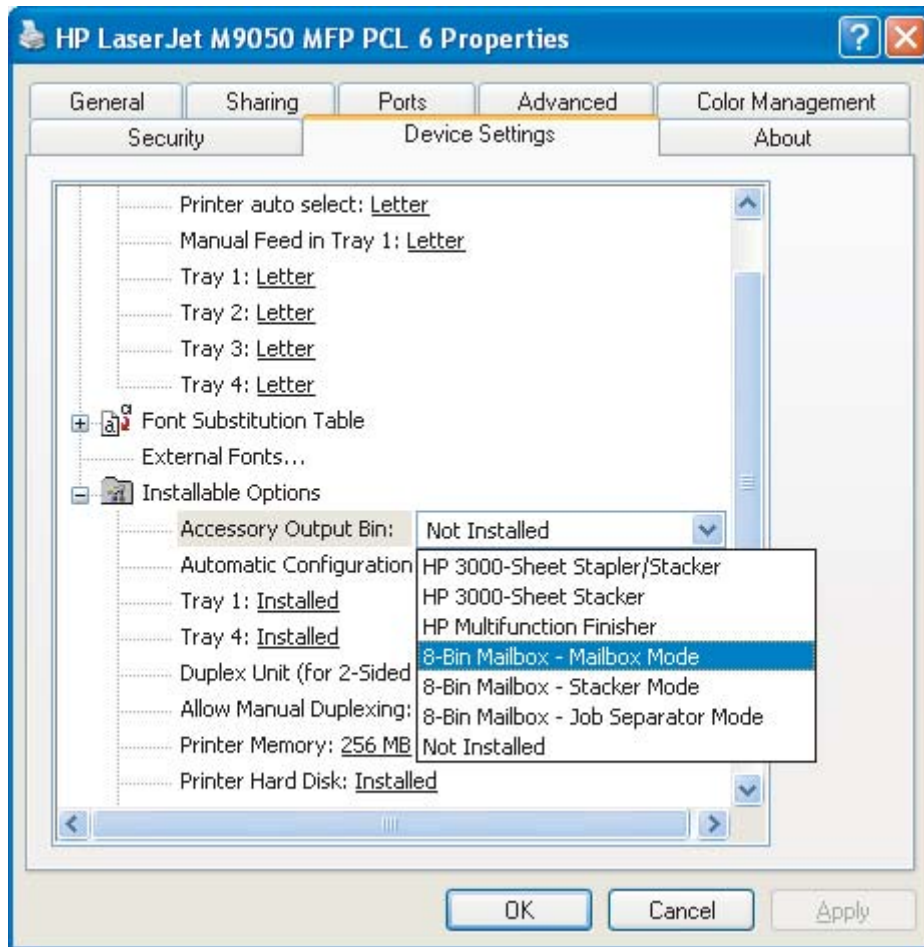 HP LaserJet M9050 MFP PCL 6 Properties
General Sharing Ports Advanced Color Management
Security Device Settings About
Printer auto select: Letter
Manual Feed in Tray 1: Letter
Tray 1: Letter
Tray 2: Letter
Tray 3: Letter
Tray 4: Letter
Font Substitution Table
External Fonts...
Installable Options
Accessory Output Bin: Not Installed
Automatic Configuration HP 3000-Sheet Stapler/Stacker
Tray 1: Installed HP 3000-Sheet Stacker
HP Multifunction Finisher
Tray 4: Installed 8-Bin Mailbox - Mailbox Mode
Duplex Unit (for 2-Sided 8-Bin Mailbox - Stacker Mode
Allow Manual Duplexing: 8-Bin Mailbox - Job Separator Mode
Printer Memory: 256 MB Not Installed
Printer Hard Disk: Installed
OK Cancel Apply